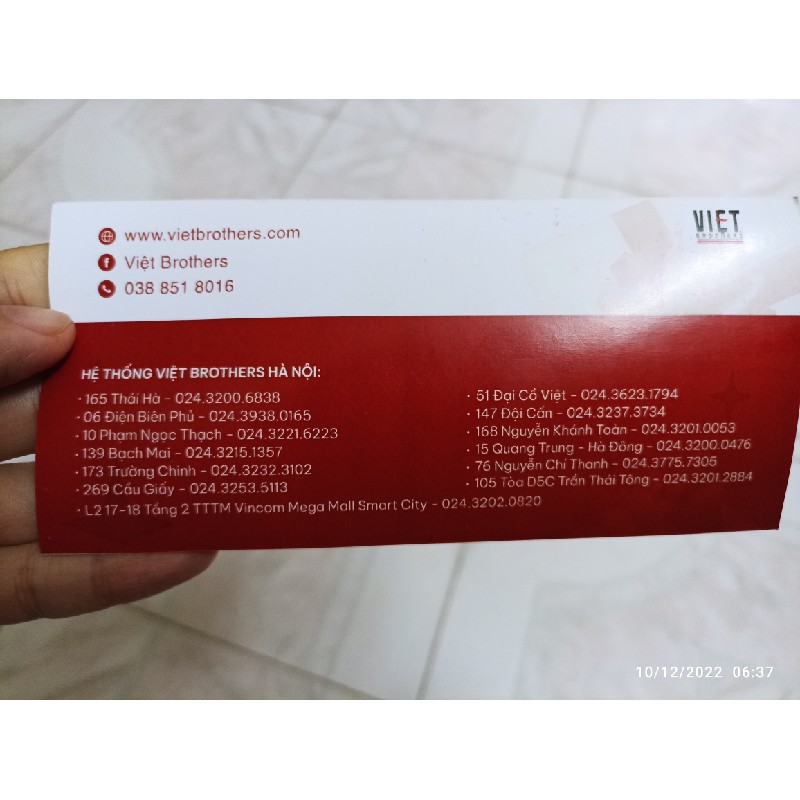 www.vietbrothers.com
Việt Brothers
038 851 8016
VIET
BROTHERS
HỆ THỐNG VIỆT BROTHERS HÀ NỘI:
· 165 Thái Hà - 024.3200.6838
· 06 Điện Biên Phủ - 024.3938.0165
· 10 Phạm Ngọc Thạch - 024.3221.6223
· 139 Bạch Mai - 024.3215.1357
· 173 Trường Chinh - 024.3232.3102
· 269 Cầu Giấy - 024.3253.5113
· L2 17-18 Tầng 2 TTTM Vincom Mega Mall Smart City - 024.3202.0820
· 51 Đại Cồ Việt - 024.3623.1794
· 147 Đội Cấn - 024.3237.3734
· 168 Nguyễn Khánh Toàn - 024.3201.0053
· 15 Quang Trung - Hà Đông - 024.3200.0476
· 76 Nguyễn Chí Thanh - 024.3775.7305
· 105 Tòa D5C Trần Thái Tông - 024.3201.2884
10/12/2022 06:37